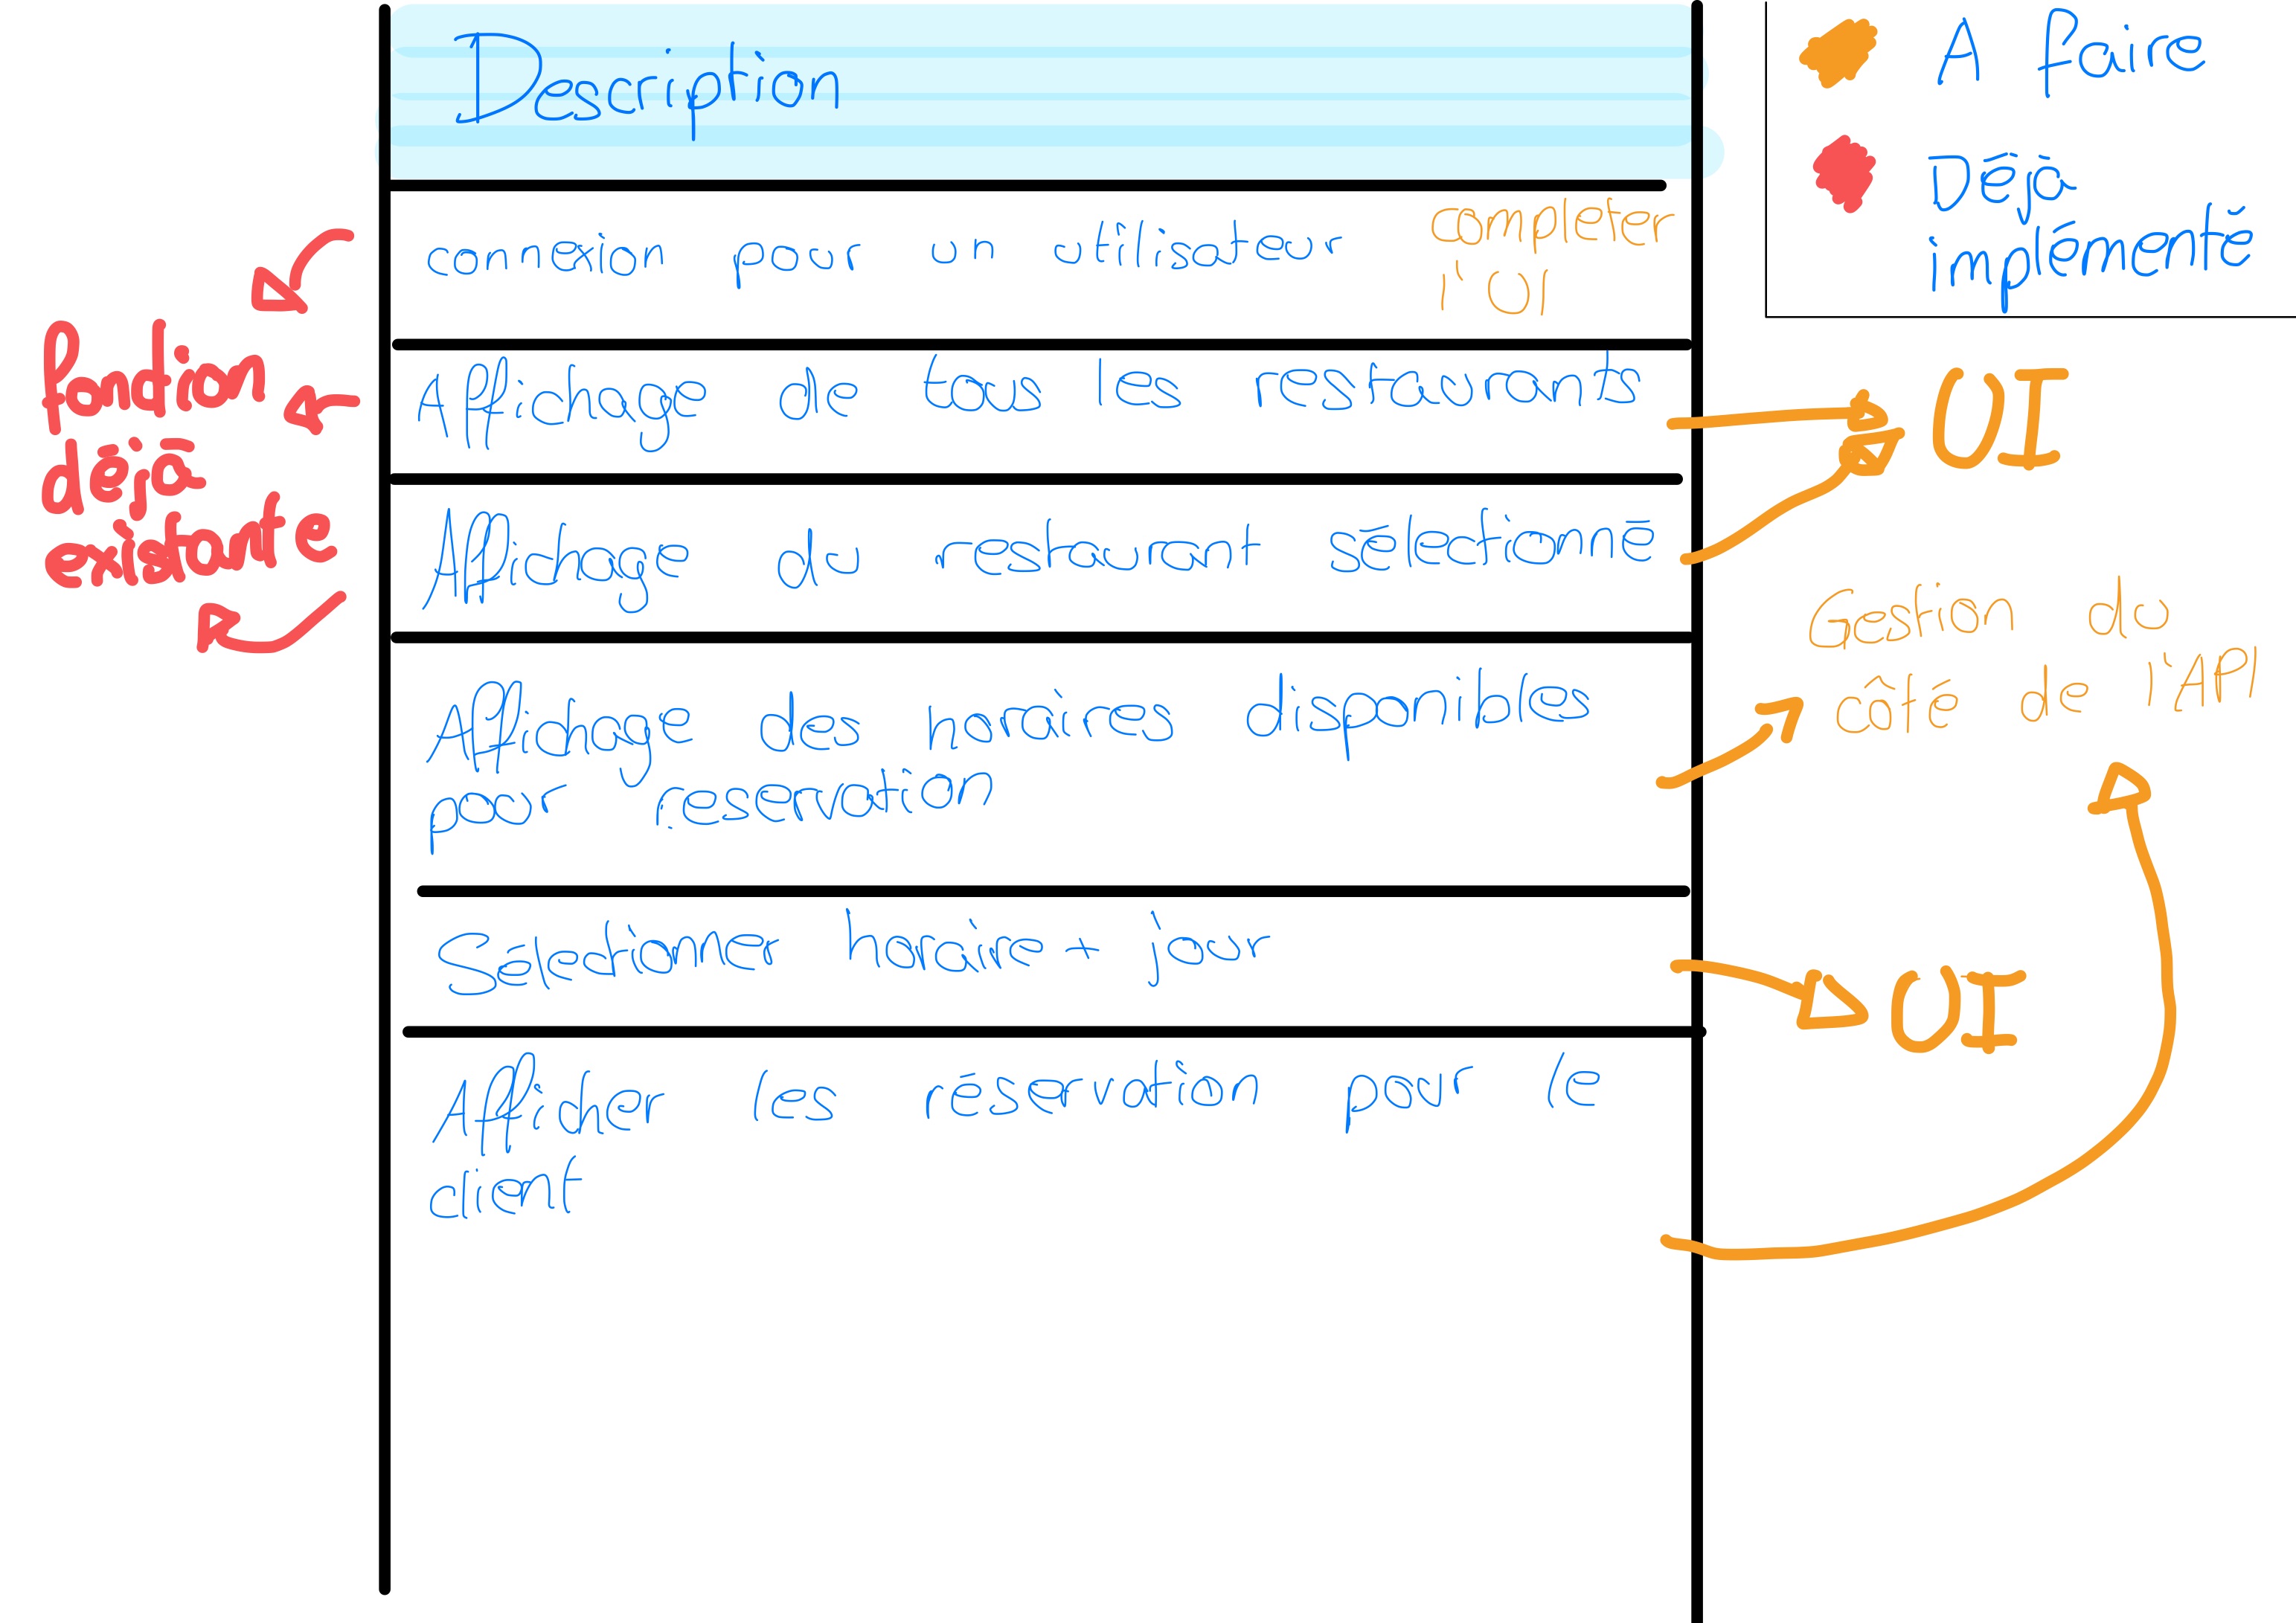 Description
connexion pour un utilisateur
completer
l'UI
Affichage de tous les restaurants
Affichage du restaurant sélectionné
Affichage des horaires disponibles
pour reservation
Sélectionner horaire + jour
Afficher les réservation pour le
client
fonction
déjà
existante
A faire
Déjà
implémenté
UI
Gestion du
côté de l'API
UI